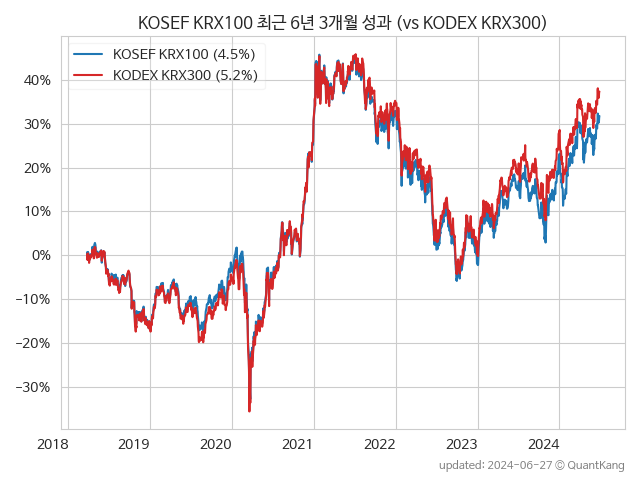 KOSEF KRX100 최근 6년 3개월 성과 (vs KODEX KRX300)
KOSEF KRX100 (4.5%)
KODEX KRX300 (5.2%)
40%
30%
20%
10%
0%
−10%
−20%
−30%
2018 2019 2020 2021 2022 2023 2024
updated: 2024-06-27 © QuantKang